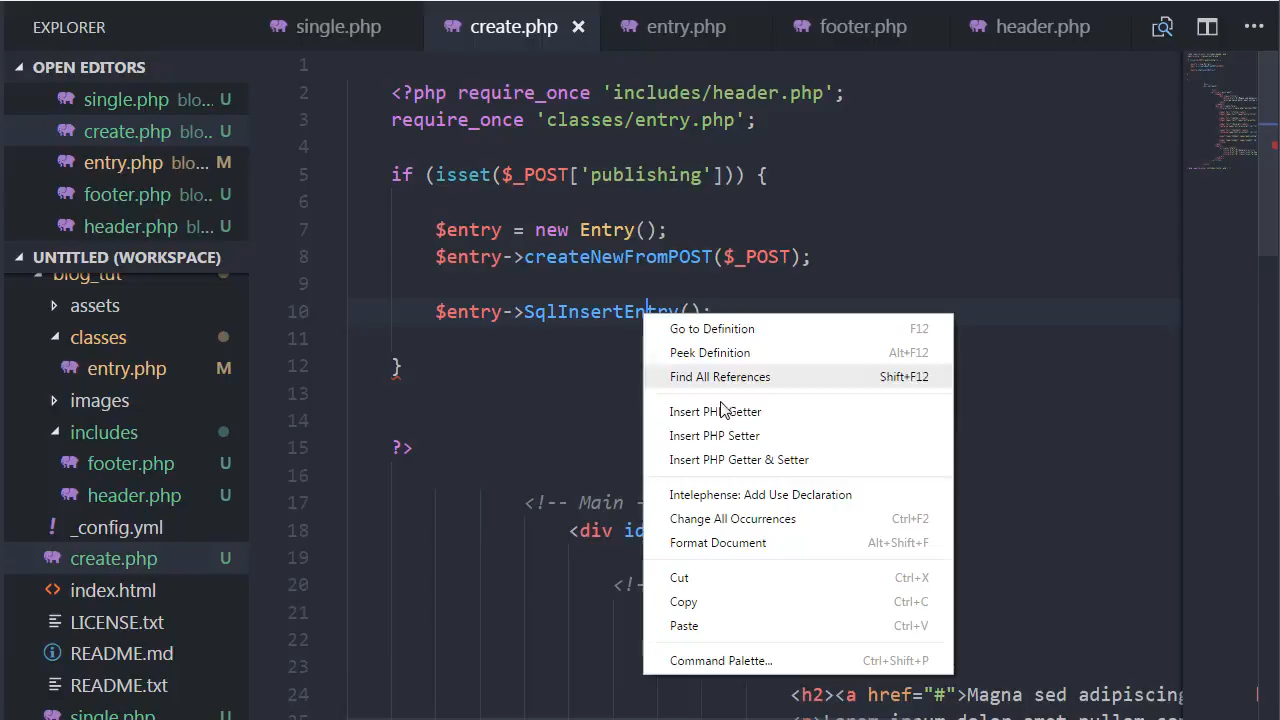 EXPLORER
single.php
create.php
entry.php
footer.php
header.php
OPEN EDITORS
single.php blo... U
create.php blo... U
entry.php bloc... M
footer.php blo... U
header.php bl... U
UNTITLED (WORKSPACE)
blog_tut
assets
classes
entry.php M
images
includes
footer.php U
header.php U
_config.yml
create.php U
index.html
LICENSE.txt
README.md
README.txt
single.php U
1
2 <?php require_once 'includes/header.php';
3 require_once 'classes/entry.php';
4
5 if (isset($_POST['publishing'])) {
6
7 $entry = new Entry();
8 $entry->createNewFromPOST($_POST);
9
10 $entry->SqlInsertEntry();
11
12 }
13
14
15 ?>
16
17 <!-- Main
18 <div id
19
20 <!-
21
22
23
24 <h2><a href="#">Magna sed adipiscing
Go to Definition F12
Peek Definition Alt+F12
Find All References Shift+F12
Insert PHP Getter
Insert PHP Setter
Insert PHP Getter & Setter
Intelephense: Add Use Declaration
Change All Occurrences Ctrl+F2
Format Document Alt+Shift+F
Cut Ctrl+X
Copy Ctrl+C
Paste Ctrl+V
Command Palette... Ctrl+Shift+P